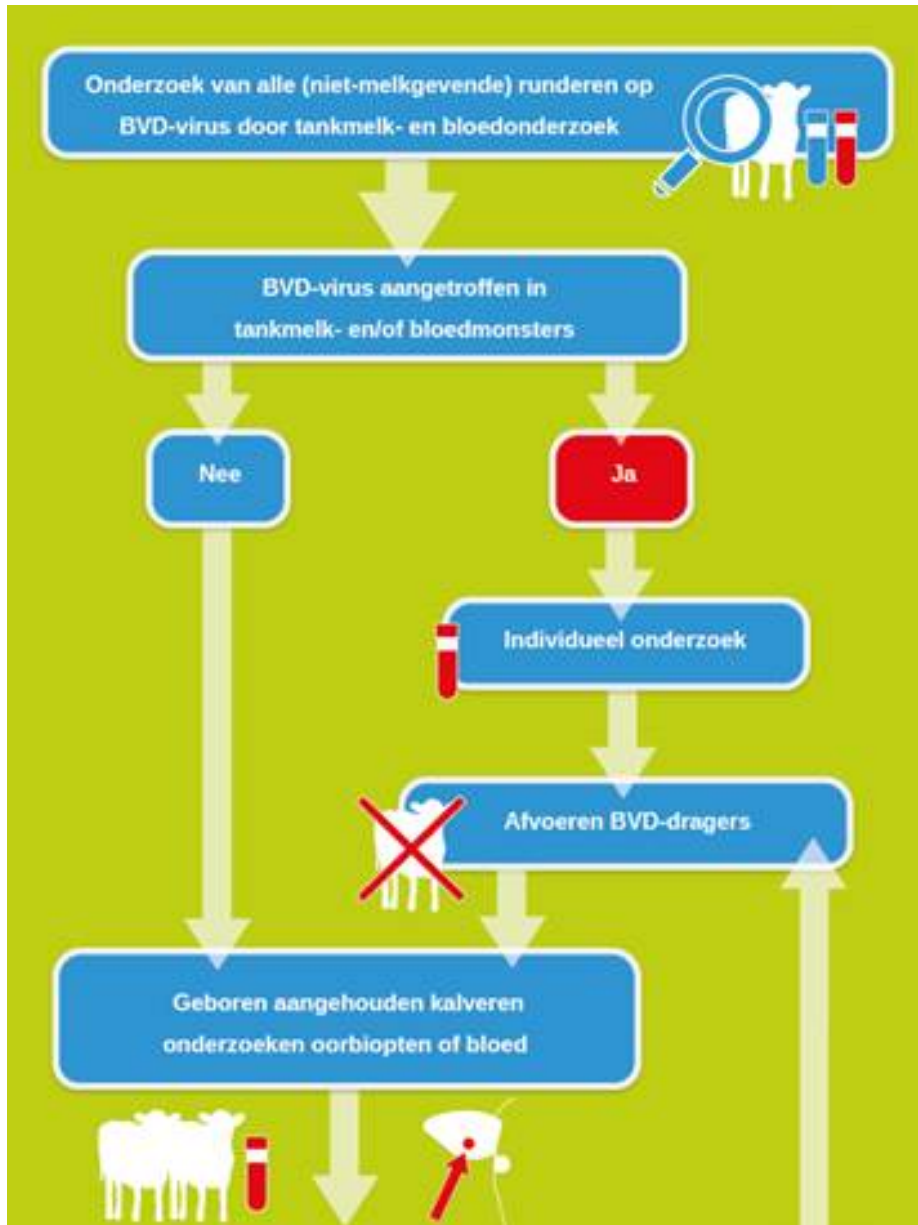 Onderzoek van alle (niet-melkgevende) runderen op
BVD-virus door tankmelk- en bloedonderzoek
BVD-virus aangetroffen in
tankmelk- en/of bloedmonsters
Nee
Ja
Individueel onderzoek
Afvoeren BVD-dragers
Geboren aangehouden kalveren
onderzoeken oorbiopten of bloed